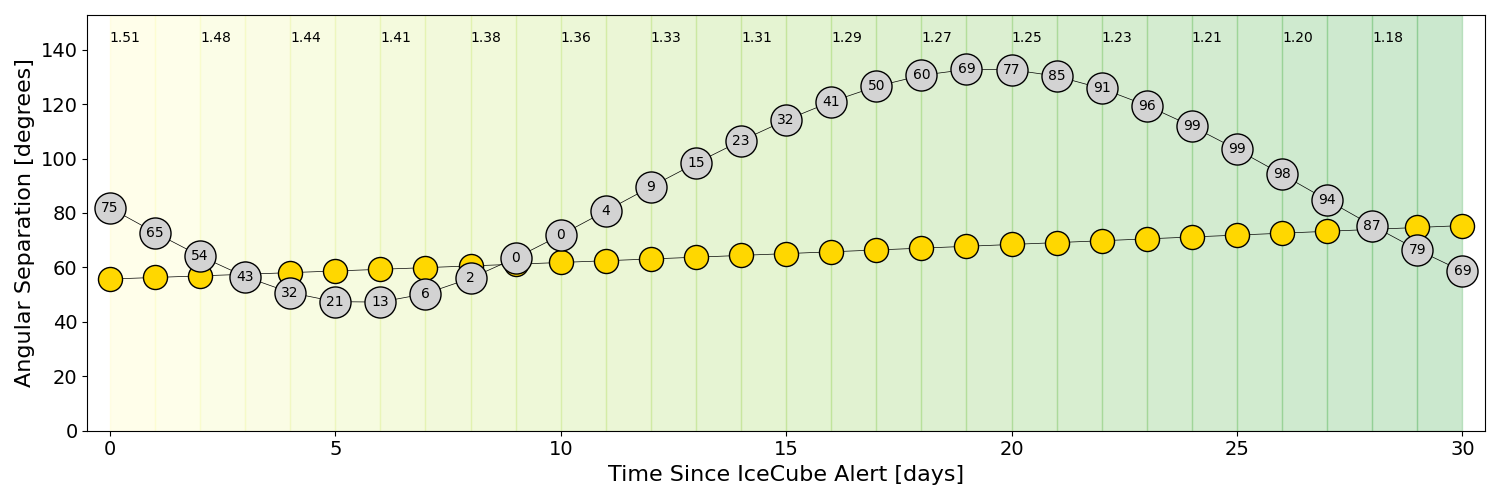 1.51 1.48 1.44 1.41 1.38 1.36 1.33 1.31 1.29 1.27 1.25 1.23 1.21 1.20 1.18
140
120
100
80
60
40
20
0
Angular Separation [degrees]
75 65 54 43 32 21 13 6 2 0 0 4 9 15 23 32 41 50 60 69 77 85 91 96 99 99 98 94 87 79 69
0 5 10 15 20 25 30
Time Since IceCube Alert [days]